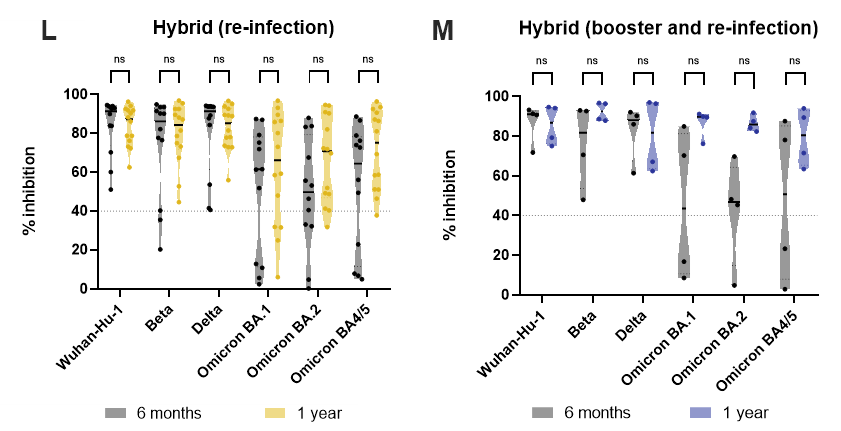 L
Hybrid (re-infection)
ns ns ns ns ns ns
% inhibition
100
80
60
40
20
0
Wuhan-Hu-1
Beta
Delta
Omicron BA.1
Omicron BA.2
Omicron BA4/5
6 months
1 year
M
Hybrid (booster and re-infection)
ns ns ns ns ns ns
% inhibition
100
80
60
40
20
0
Wuhan-Hu-1
Beta
Delta
Omicron BA.1
Omicron BA.2
Omicron BA4/5
6 months
1 year